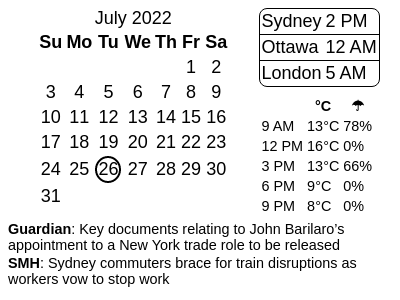 July 2022
Su Mo Tu We Th Fr Sa
1 2
3 4 5 6 7 8 9
10 11 12 13 14 15 16
17 18 19 20 21 22 23
24 25 26 27 28 29 30
31
Sydney 2 PM
Ottawa 12 AM
London 5 AM
°C ☂
9 AM 13°C 78%
12 PM 16°C 0%
3 PM 13°C 66%
6 PM 9°C 0%
9 PM 8°C 0%
Guardian: Key documents relating to John Barilaro’s
appointment to a New York trade role to be released
SMH: Sydney commuters brace for train disruptions as
workers vow to stop work